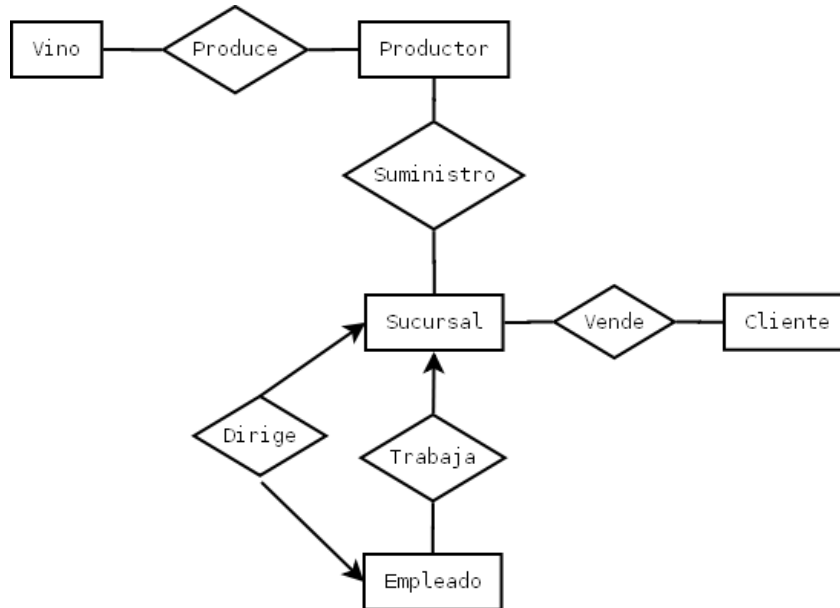 Vino
Produce
Productor
Suministro
Sucursal
Vende
Cliente
Dirige
Trabaja
Empleado